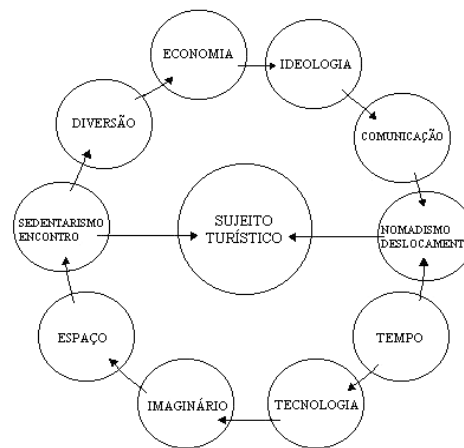 ECONOMIA
IDEOLOGIA
DIVERSÃO
COMUNICAÇÃO
SEDENTARISMO
ENCONTRO
SUJEITO
TURÍSTICO
NOMADISMO
DESLOCAMENT
ESPAÇO
TEMPO
IMAGINÁRIO
TECNOLOGIA